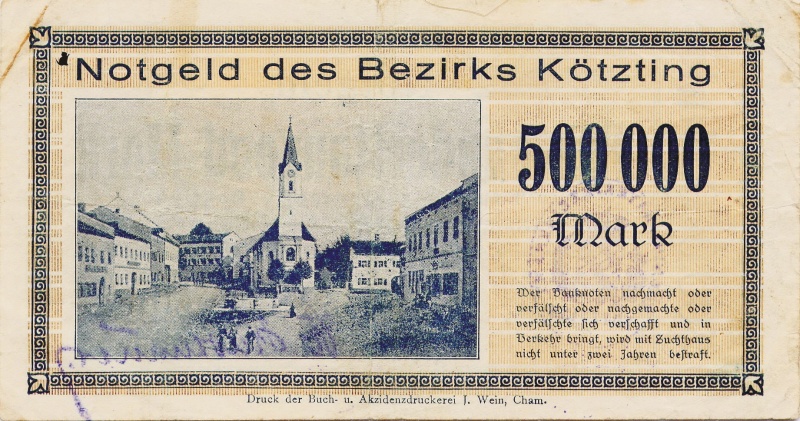 Notgeld des Bezirks Kötzting
500 000
Mark
Wer Banknoten nachmacht oder
verfälscht oder nachgemachte oder
verfälschte sich verschafft und in
Verkehr bringt, wird mit Zuchthaus
nicht unter zwei Jahren bestraft.
Druck der Buch- u. Akzidenzdruckerei J. Wein, Cham.